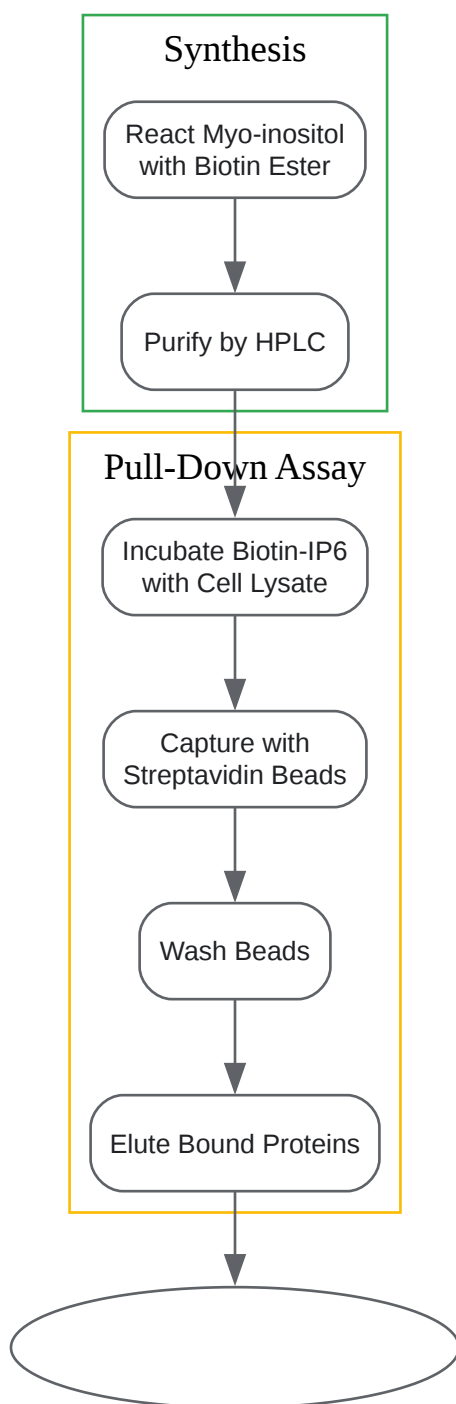 Synthesis
React Myo-inositol
with Biotin Ester
Purify by HPLC
Pull-Down Assay
Incubate Biotin-IP6
with Cell Lysate
Capture with
Streptavidin Beads
Wash Beads
Elute Bound Proteins